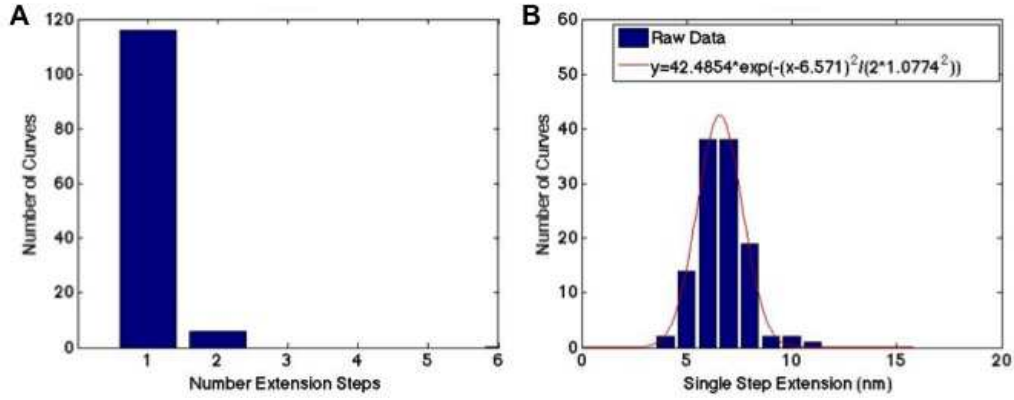 A
120
100
80
60
40
20
0
Number of Curves
1 2 3 4 5 6
Number Extension Steps
B
60
50
40
30
20
10
0
Number of Curves
Raw Data
y=42.4854*exp(-(x-6.571)^2/(2*1.0774^2))
0 5 10 15 20
Single Step Extension (nm)